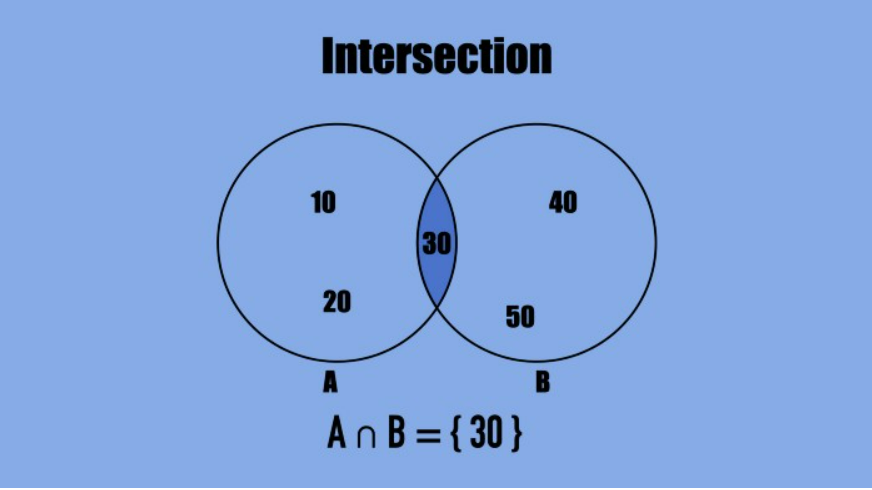 Intersection
10 40
30
20
50
A B
A ∩ B = { 30 }